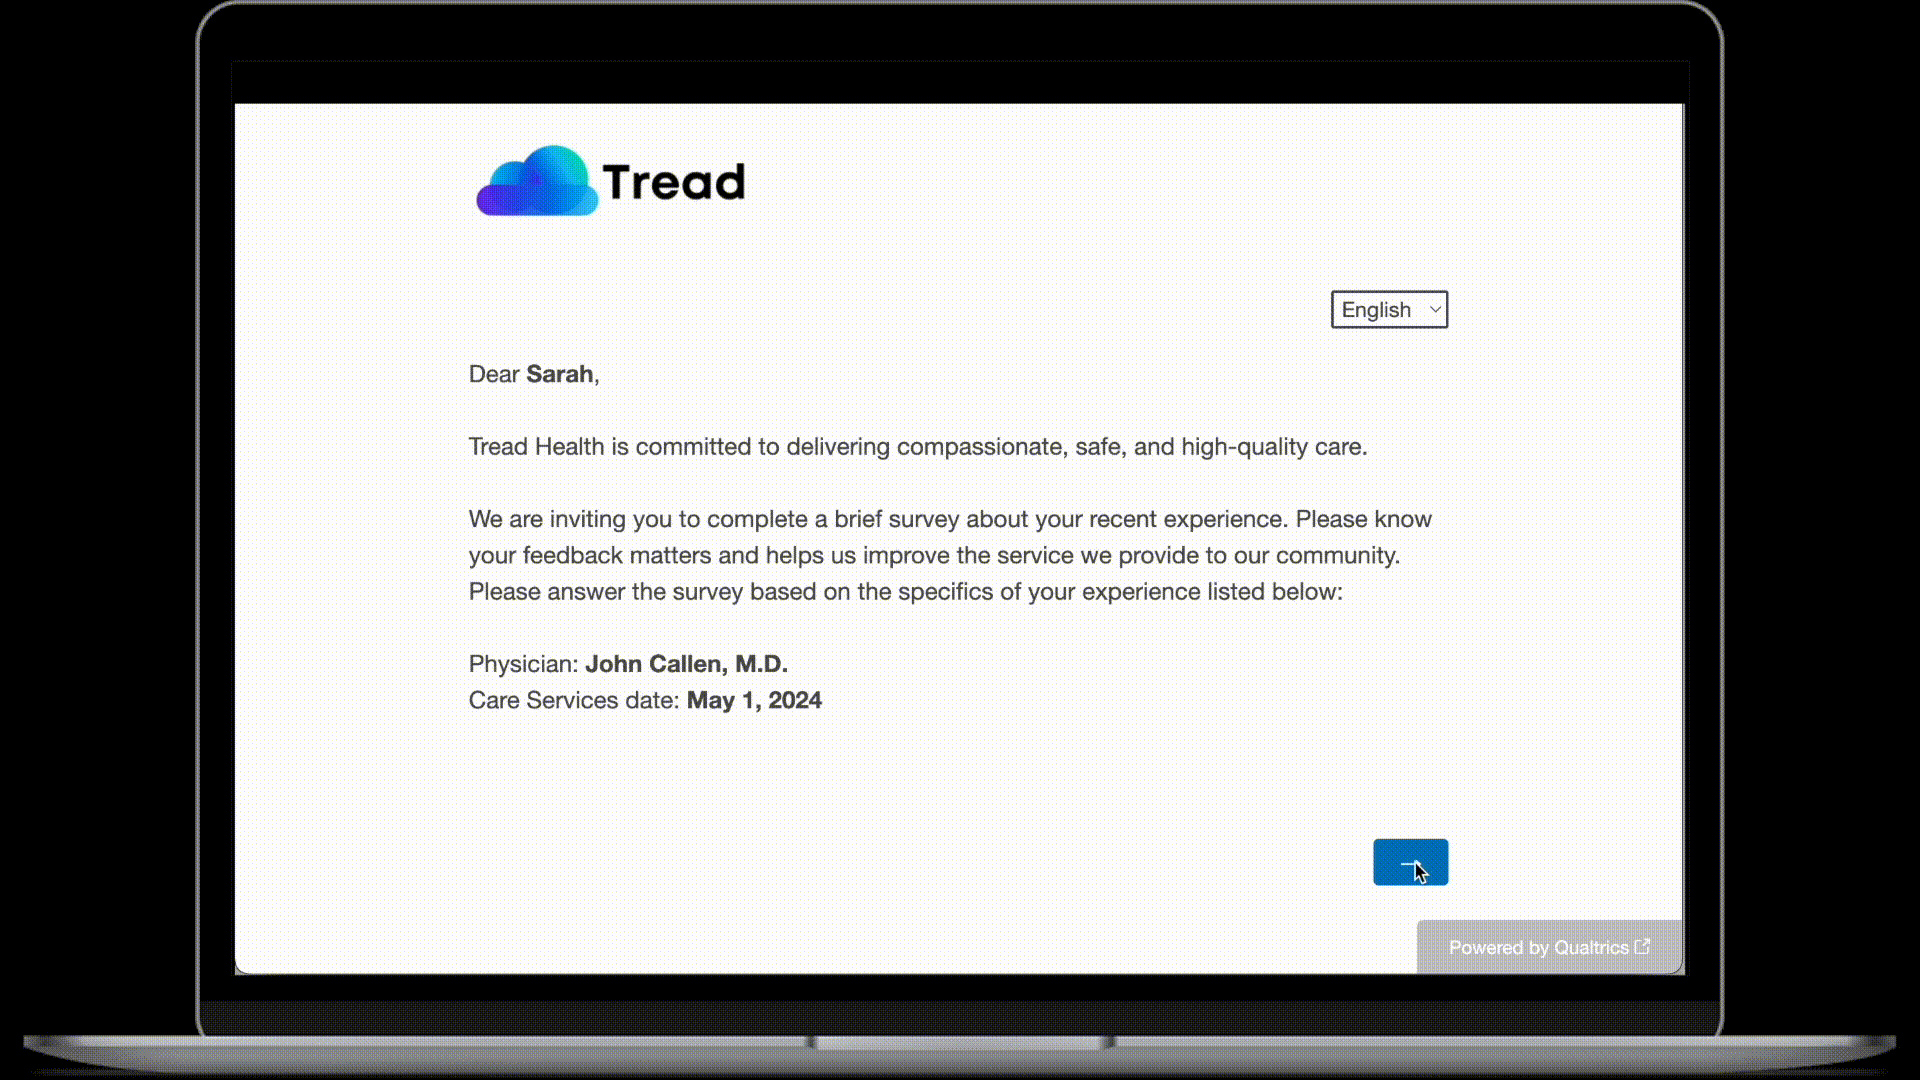 Tread
English
Dear Sarah,
Tread Health is committed to delivering compassionate, safe, and high-quality care.
We are inviting you to complete a brief survey about your recent experience. Please know
your feedback matters and helps us improve the service we provide to our community.
Please answer the survey based on the specifics of your experience listed below:
Physician: John Callen, M.D.
Care Services date: May 1, 2024
Powered by Qualtrics